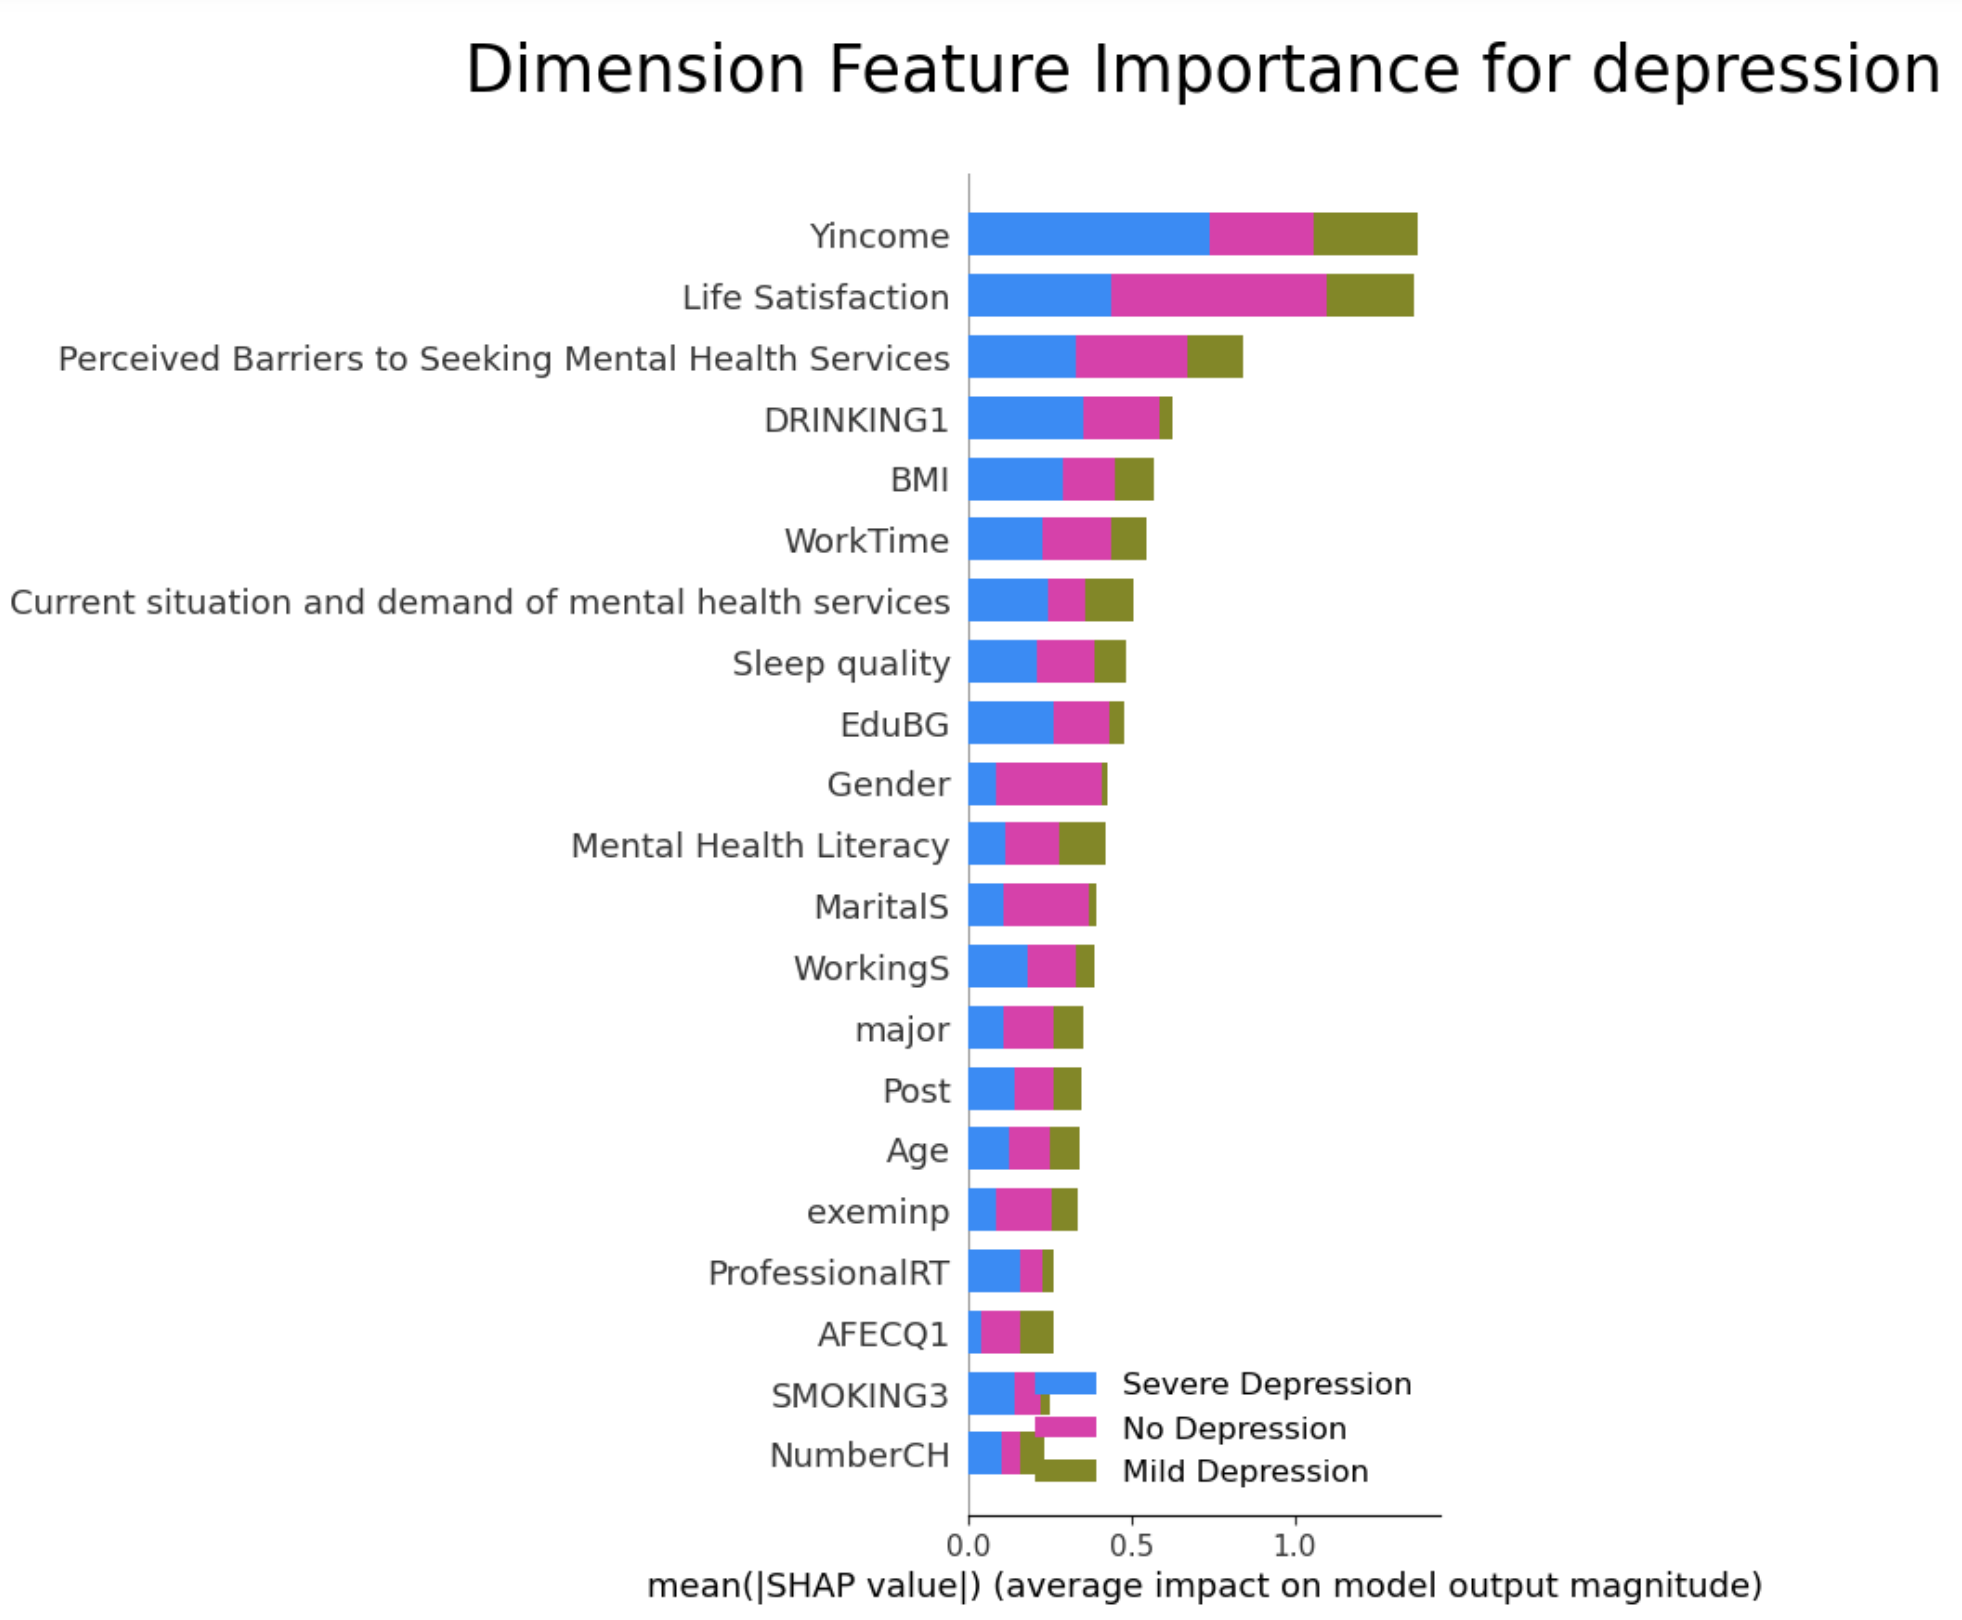 Dimension Feature Importance for depression
Yincome
Life Satisfaction
Perceived Barriers to Seeking Mental Health Services
DRINKING1
BMI
WorkTime
Current situation and demand of mental health services
Sleep quality
EduBG
Gender
Mental Health Literacy
MaritalS
WorkingS
major
Post
Age
exeminp
ProfessionalRT
AFECQ1
SMOKING3
NumberCH
Severe Depression
No Depression
Mild Depression
0.0 0.5 1.0
mean(|SHAP value|) (average impact on model output magnitude)